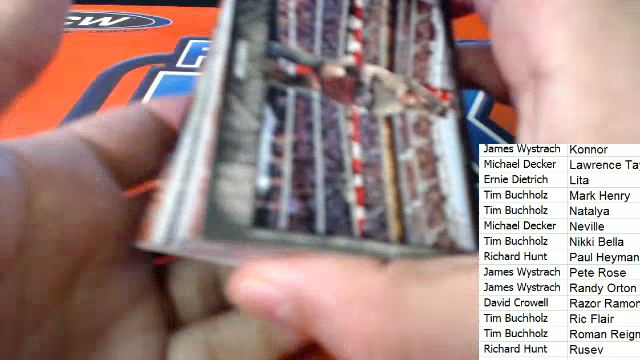 CW
James Wystrach Konnor
Michael Decker Lawrence Tay
Ernie Dietrich Lita
Tim Buchholz Mark Henry
Tim Buchholz Natalya
Michael Decker Neville
Tim Buchholz Nikki Bella
Richard Hunt Paul Heyman
James Wystrach Pete Rose
James Wystrach Randy Orton
David Crowell Razor Ramon
Tim Buchholz Ric Flair
Tim Buchholz Roman Reign
Richard Hunt Rusev